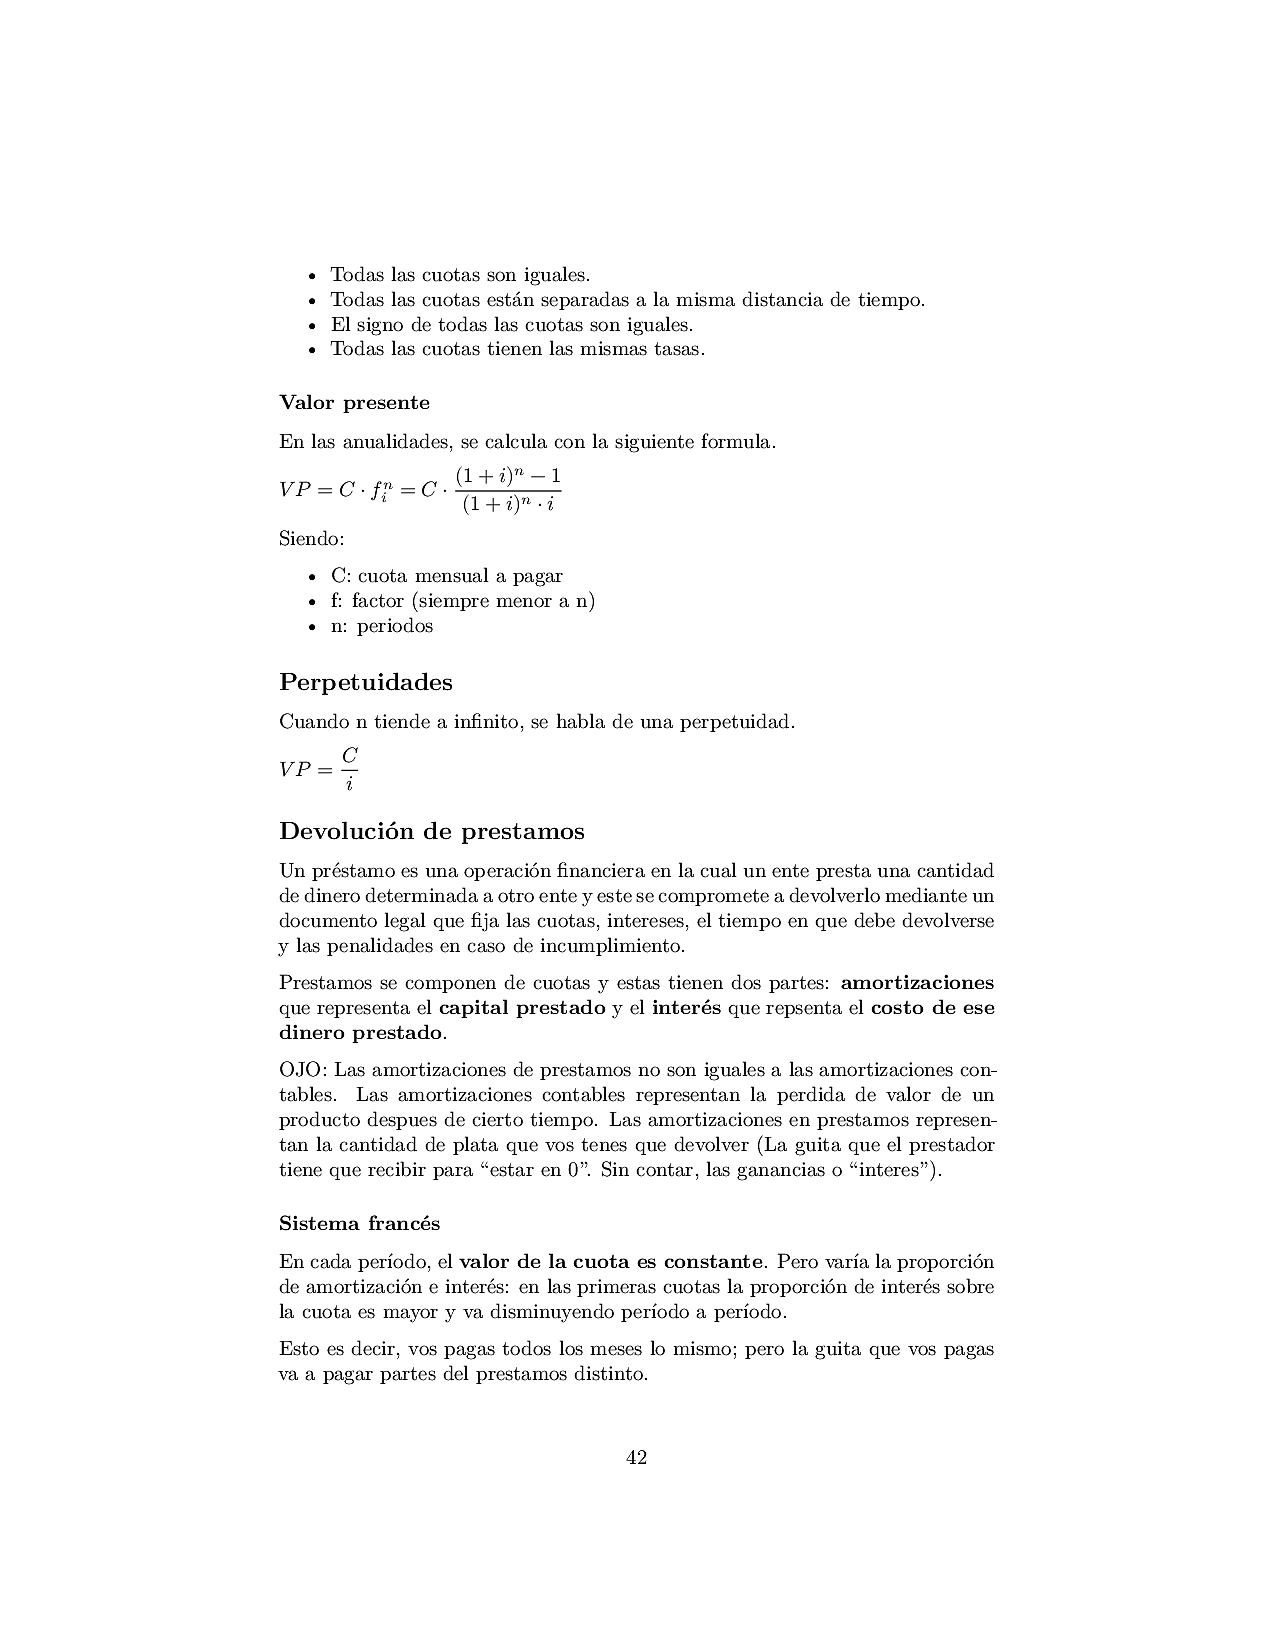 • Todas las cuotas son iguales.
• Todas las cuotas están separadas a la misma distancia de tiempo.
• El signo de todas las cuotas son iguales.
• Todas las cuotas tienen las mismas tasas.
Valor presente
En las anualidades, se calcula con la siguiente formula.
$VP = C \cdot f_i^n = C \cdot \frac{(1+i)^n - 1}{(1+i)^n \cdot i}$
Siendo:
• C: cuota mensual a pagar
• f: factor (siempre menor a n)
• n: periodos
Perpetuidades
Cuando n tiende a infinito, se habla de una perpetuidad.
$VP = \frac{C}{i}$
Devolución de prestamos
Un préstamo es una operación financiera en la cual un ente presta una cantidad
de dinero determinada a otro ente y este se compromete a devolverlo mediante un
documento legal que fija las cuotas, intereses, el tiempo en que debe devolverse
y las penalidades en caso de incumplimiento.
Prestamos se componen de cuotas y estas tienen dos partes: amortizaciones
que representa el capital prestado y el interés que repsenta el costo de ese
dinero prestado.
OJO: Las amortizaciones de prestamos no son iguales a las amortizaciones con-
tables. Las amortizaciones contables representan la perdida de valor de un
producto despues de cierto tiempo. Las amortizaciones en prestamos represen-
tan la cantidad de plata que vos tenes que devolver (La guita que el prestador
tiene que recibir para “estar en 0”. Sin contar, las ganancias o “interes”).
Sistema francés
En cada período, el valor de la cuota es constante. Pero varía la proporción
de amortización e interés: en las primeras cuotas la proporción de interés sobre
la cuota es mayor y va disminuyendo período a período.
Esto es decir, vos pagas todos los meses lo mismo; pero la guita que vos pagas
va a pagar partes del prestamos distinto.
42